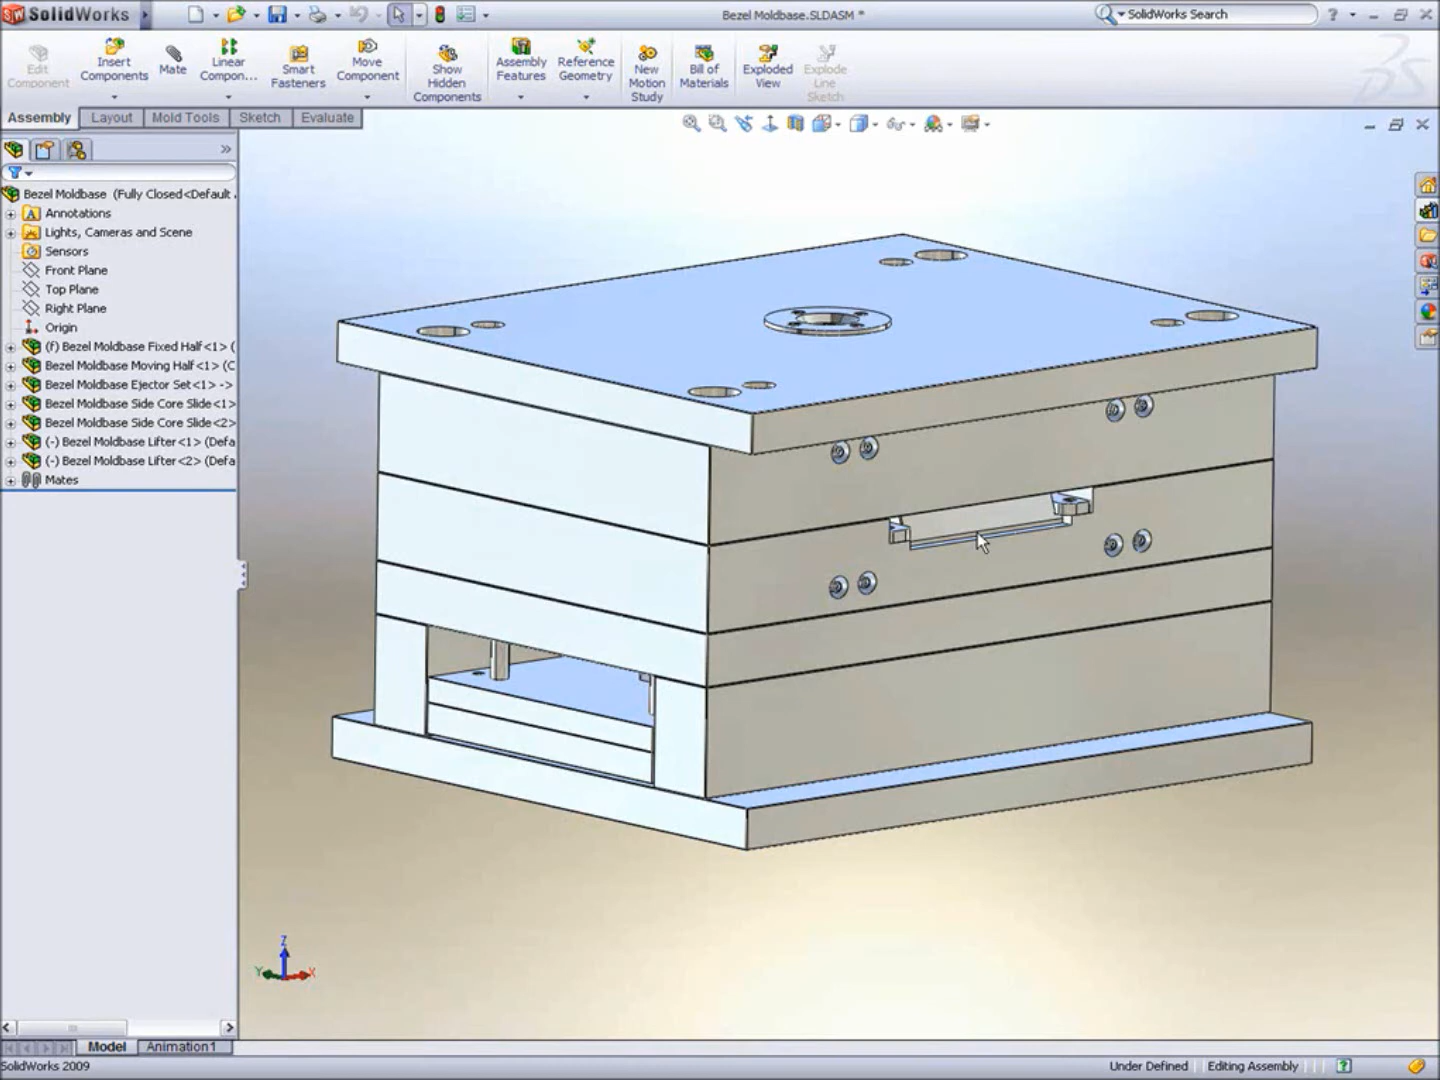 SolidWorks
Bezel Moldbase.SLDASM *
SolidWorks Search
Edit Component
Insert Components
Mate
Linear Compon...
Smart Fasteners
Move Component
Show Hidden Components
Assembly Features
Reference Geometry
New Motion Study
Bill of Materials
Exploded View
Explode Line Sketch
Assembly
Layout
Mold Tools
Sketch
Evaluate
Bezel Moldbase (Fully Closed<Default
Annotations
Lights, Cameras and Scene
Sensors
Front Plane
Top Plane
Right Plane
Origin
(f) Bezel Moldbase Fixed Half<1> (
Bezel Moldbase Moving Half<1> (C
Bezel Moldbase Ejector Set<1> ->
Bezel Moldbase Side Core Slide<1>
Bezel Moldbase Side Core Slide<2>
(-) Bezel Moldbase Lifter<1> (Defa
(-) Bezel Moldbase Lifter<2> (Defa
Mates
Z
Y
X
Model
Animation1
SolidWorks 2009
Under Defined
Editing Assembly